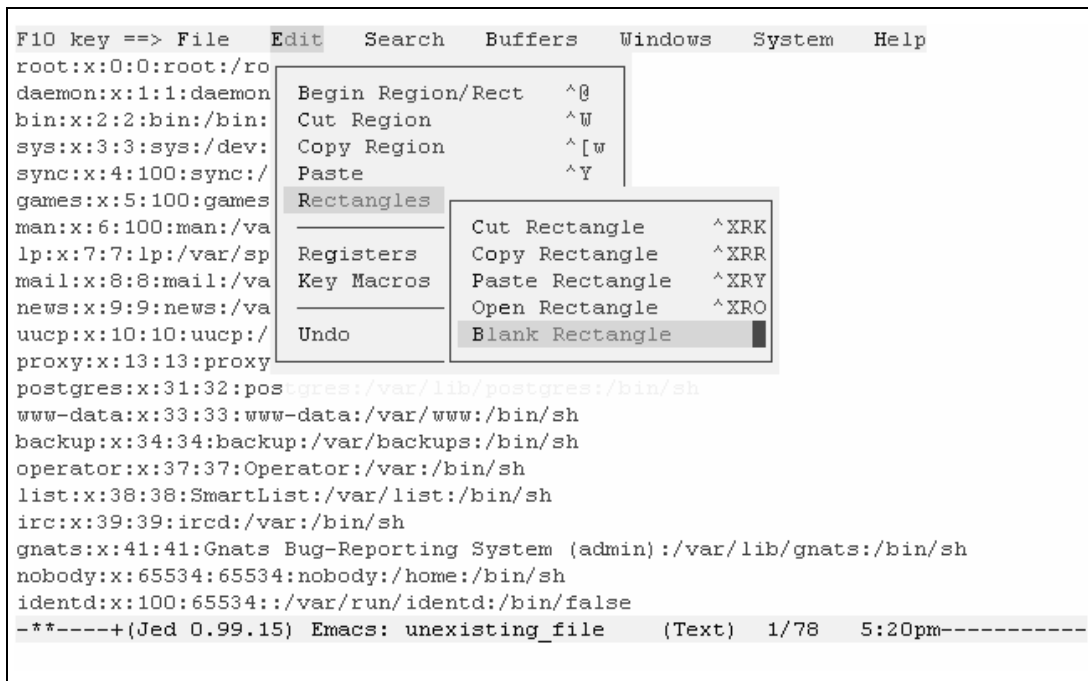 F10 key ==> File Edit Search Buffers Windows System Help
root:x:0:0:root:/ro
daemon:x:1:1:daemon Begin Region/Rect ^@
bin:x:2:2:bin:/bin: Cut Region ^W
sys:x:3:3:sys:/dev: Copy Region ^[w
sync:x:4:100:sync:/ Paste ^Y
games:x:5:100:games Rectangles
man:x:6:100:man:/va Cut Rectangle ^XRK
lp:x:7:7:lp:/var/sp Registers Copy Rectangle ^XRR
mail:x:8:8:mail:/va Key Macros Paste Rectangle ^XRY
news:x:9:9:news:/va Open Rectangle ^XRO
uucp:x:10:10:uucp:/ Undo Blank Rectangle
proxy:x:13:13:proxy
postgres:x:31:32:postgres:/var/lib/postgres:/bin/sh
www-data:x:33:33:www-data:/var/www:/bin/sh
backup:x:34:34:backup:/var/backups:/bin/sh
operator:x:37:37:Operator:/var:/bin/sh
list:x:38:38:SmartList:/var/list:/bin/sh
irc:x:39:39:ircd:/var:/bin/sh
gnats:x:41:41:Gnats Bug-Reporting System (admin):/var/lib/gnats:/bin/sh
nobody:x:65534:65534:nobody:/home:/bin/sh
identd:x:100:65534::/var/run/identd:/bin/false
-**----+(Jed 0.99.15) Emacs: unexisting_file (Text) 1/78 5:20pm-----------